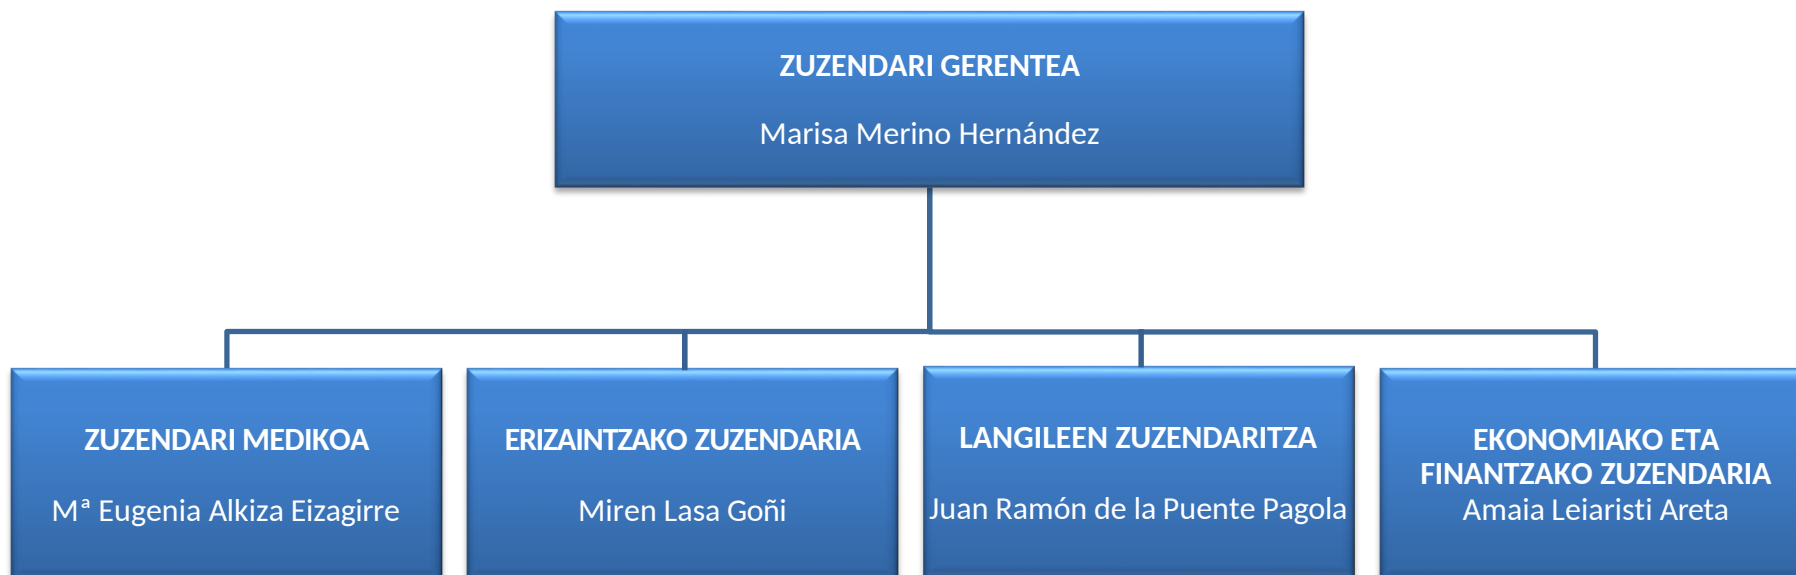 ZUZENDARI GERENTEA
Marisa Merino Hernández
ZUZENDARI MEDIKOA
Mª Eugenia Alkiza Eizagirre
ERIZAINTZAKO ZUZENDARIA
Miren Lasa Goñi
LANGILEEN ZUZENDARITZA
Juan Ramón de la Puente Pagola
EKONOMIAKO ETA
FINANTZAKO ZUZENDARIA
Amaia Leiaristi Areta